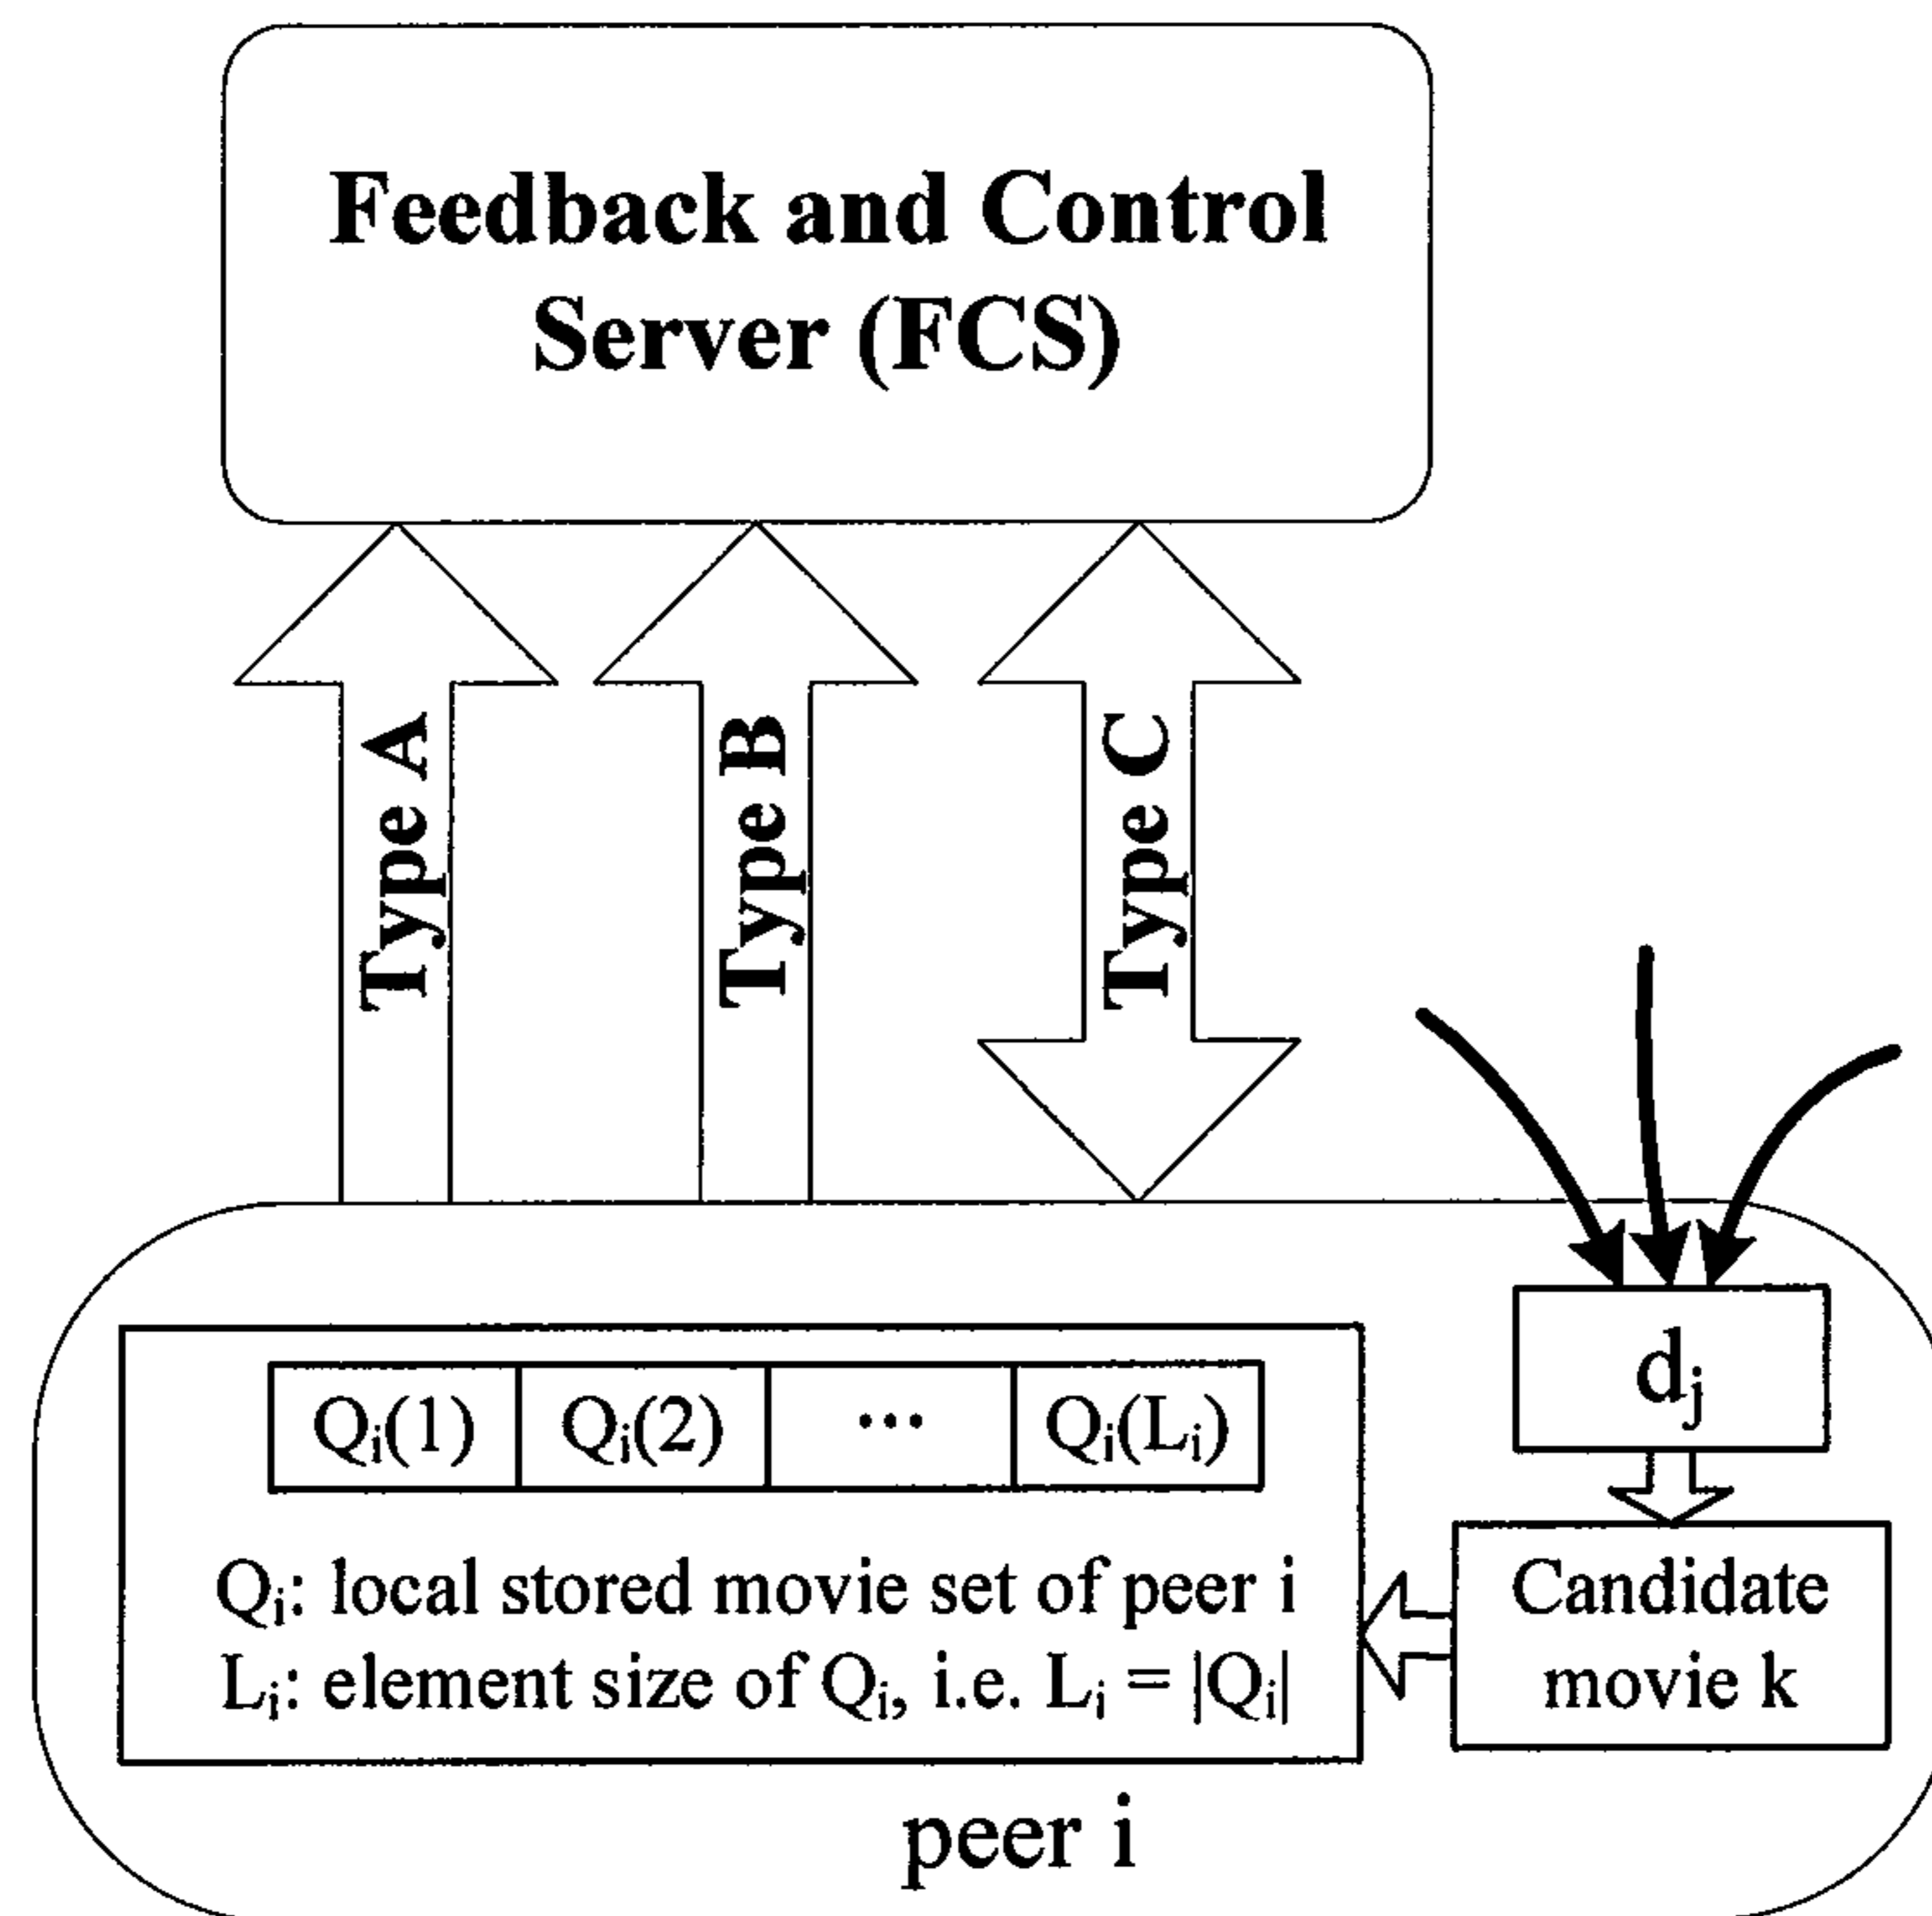 Feedback and Control
Server (FCS)
Type A
Type B
Type C
dj
Qi(1) Qi(2) ... Qi(Li)
Qi: local stored movie set of peer i
Li: element size of Qi, i.e. Li = |Qi|
Candidate
movie k
peer i